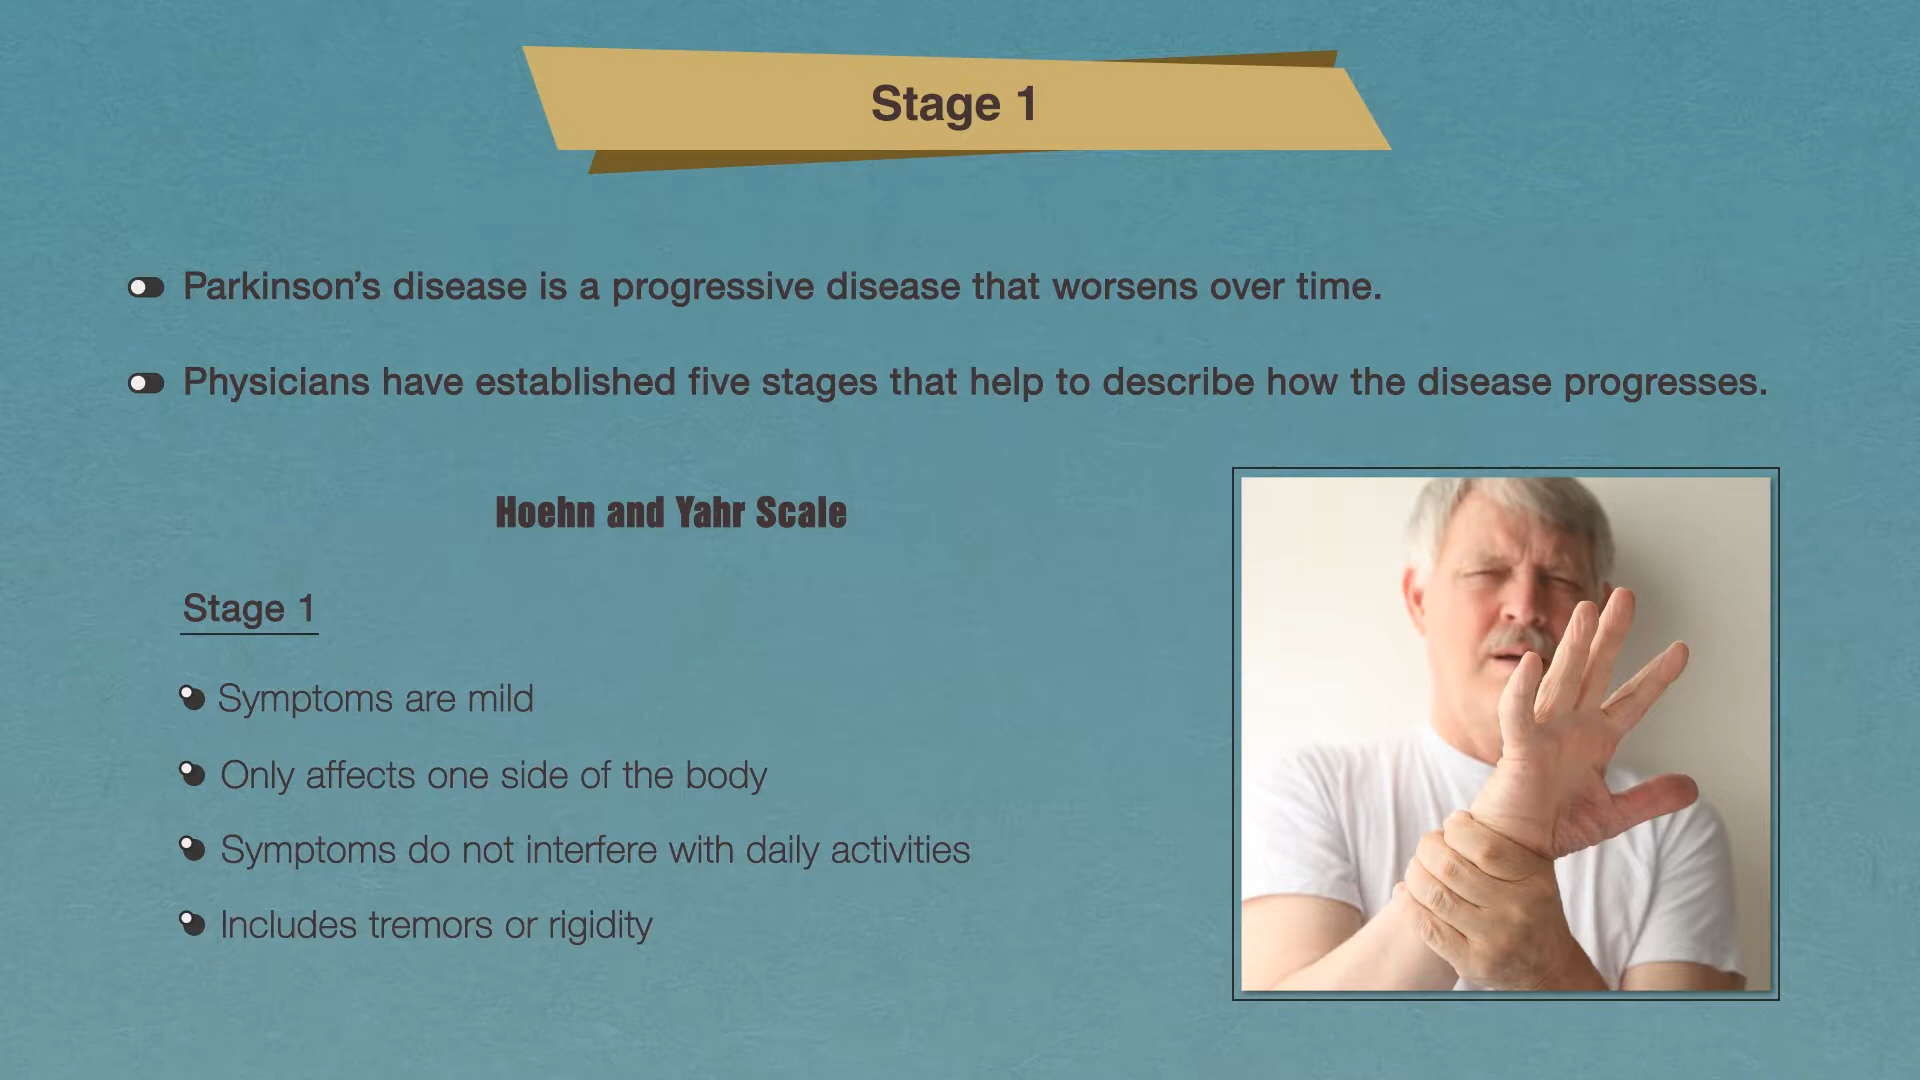 Stage 1
Parkinson’s disease is a progressive disease that worsens over time.
Physicians have established five stages that help to describe how the disease progresses.
Hoehn and Yahr Scale
Stage 1
Symptoms are mild
Only affects one side of the body
Symptoms do not interfere with daily activities
Includes tremors or rigidity